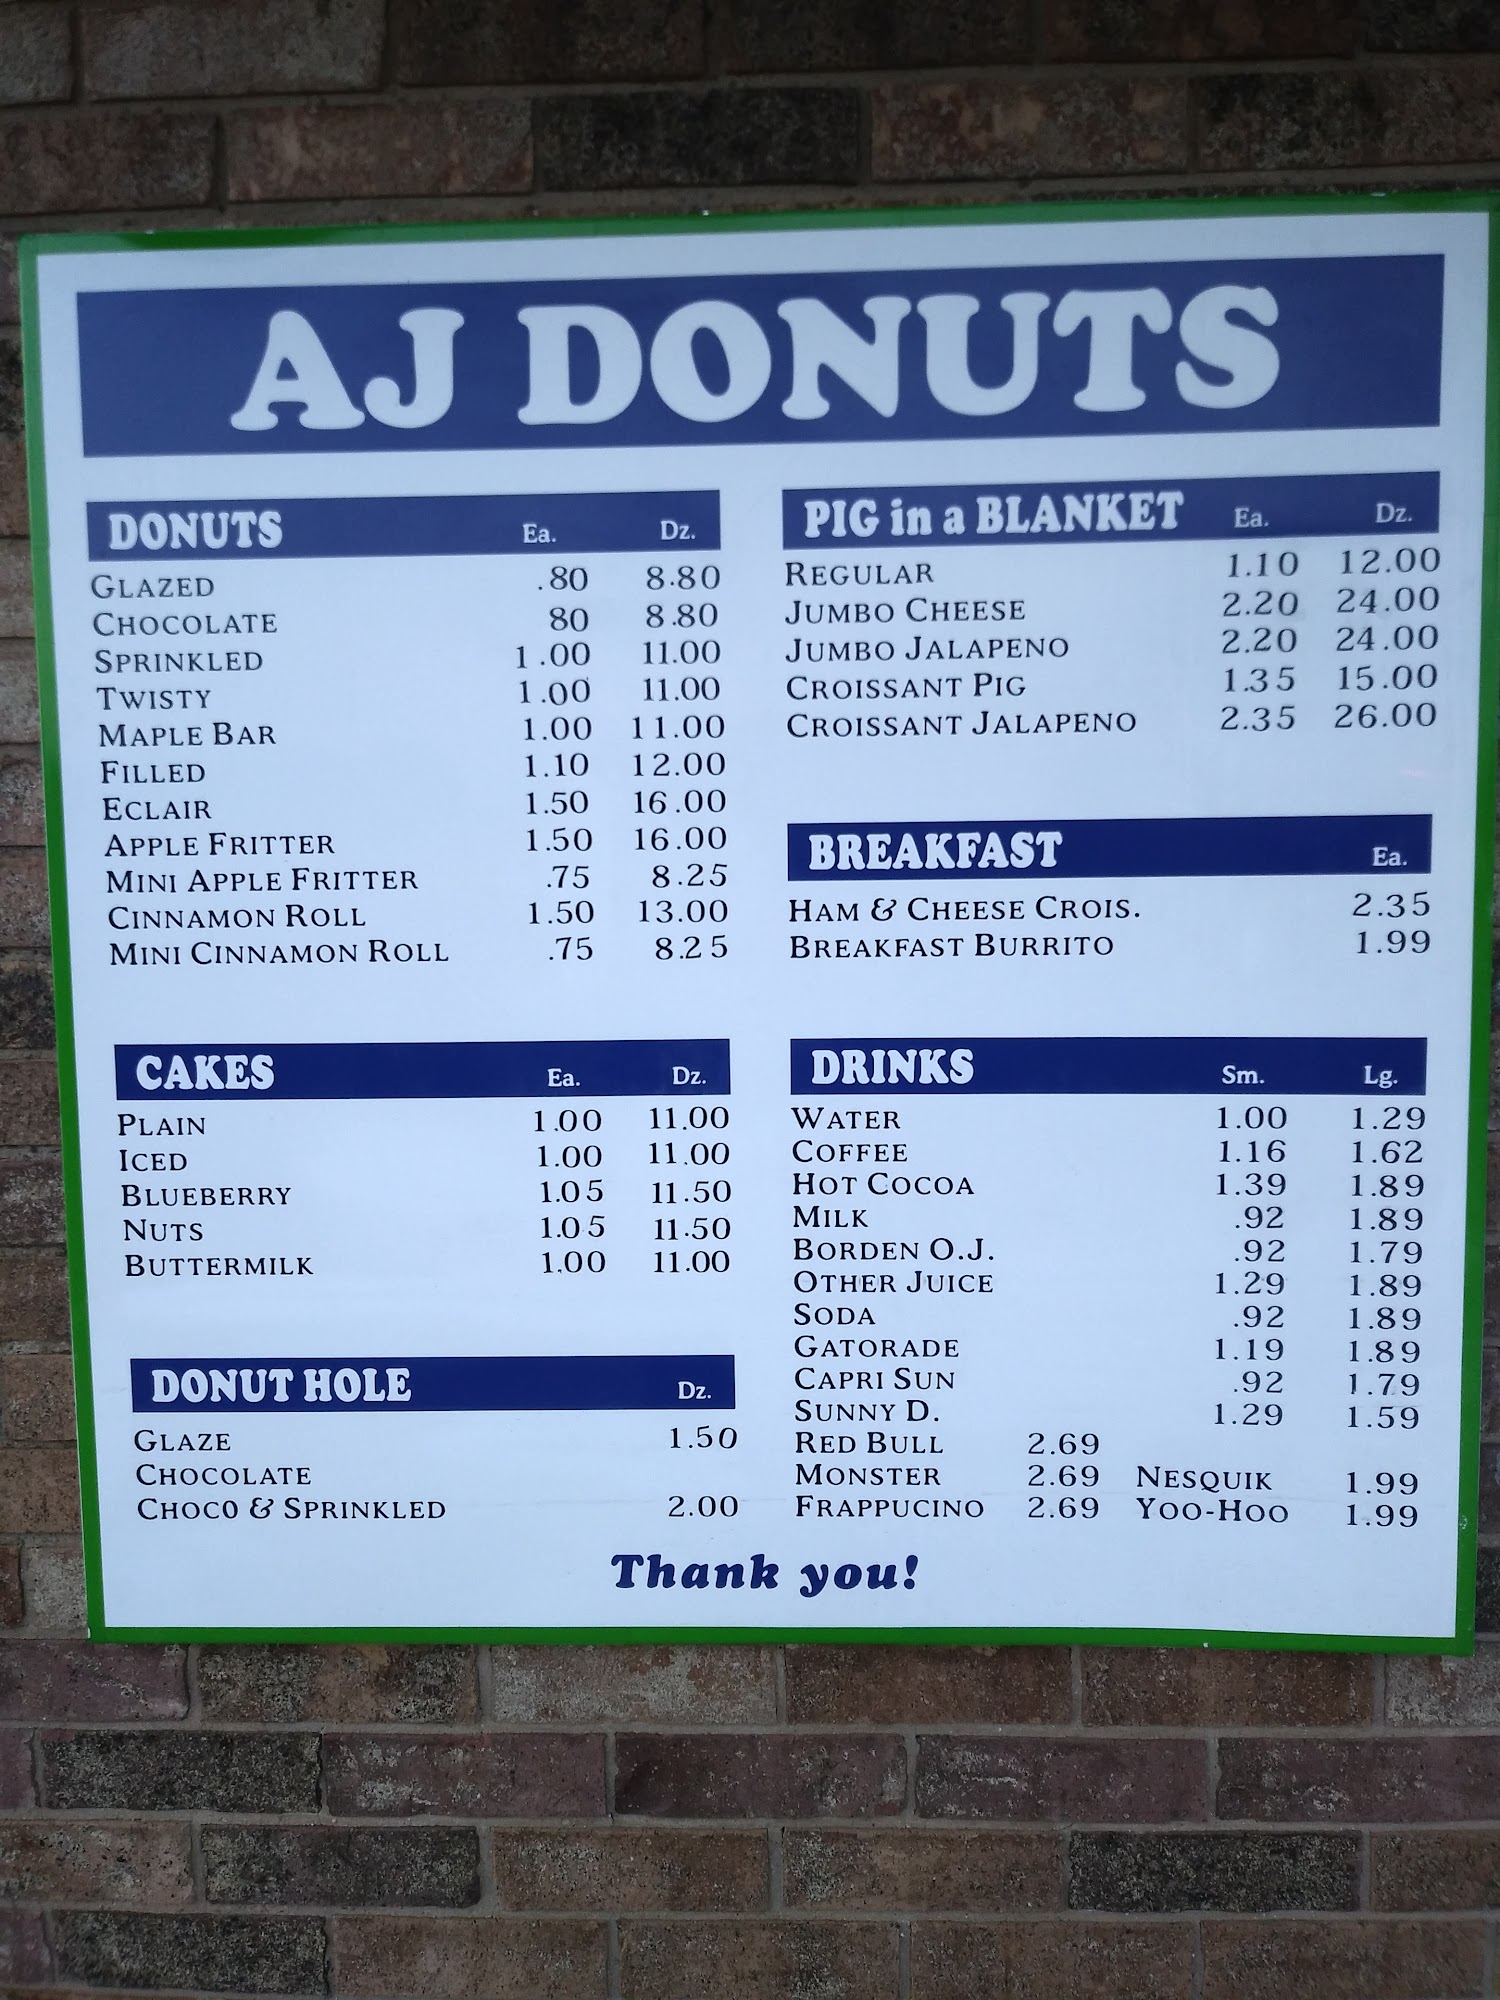 AJ DONUTS
DONUTS Ea. Dz.
GLAZED .80 8.80
CHOCOLATE 80 8.80
SPRINKLED 1.00 11.00
TWISTY 1.00 11.00
MAPLE BAR 1.00 11.00
FILLED 1.10 12.00
ECLAIR 1.50 16.00
APPLE FRITTER 1.50 16.00
MINI APPLE FRITTER .75 8.25
CINNAMON ROLL 1.50 13.00
MINI CINNAMON ROLL .75 8.25
CAKES Ea. Dz.
PLAIN 1.00 11.00
ICED 1.00 11.00
BLUEBERRY 1.05 11.50
NUTS 1.05 11.50
BUTTERMILK 1.00 11.00
DONUT HOLE Dz.
GLAZE 1.50
CHOCOLATE
CHOC0 & SPRINKLED 2.00
PIG in a BLANKET Ea. Dz.
REGULAR 1.10 12.00
JUMBO CHEESE 2.20 24.00
JUMBO JALAPENO 2.20 24.00
CROISSANT PIG 1.35 15.00
CROISSANT JALAPENO 2.35 26.00
BREAKFAST Ea.
HAM & CHEESE CROIS. 2.35
BREAKFAST BURRITO 1.99
DRINKS Sm. Lg.
WATER 1.00 1.29
COFFEE 1.16 1.62
HOT COCOA 1.39 1.89
MILK .92 1.89
BORDEN O.J. .92 1.79
OTHER JUICE 1.29 1.89
SODA .92 1.89
GATORADE 1.19 1.89
CAPRI SUN .92 1.79
SUNNY D. 1.29 1.59
RED BULL 2.69
MONSTER 2.69 NESQUIK 1.99
FRAPPUCINO 2.69 YOO-HOO 1.99
Thank you!